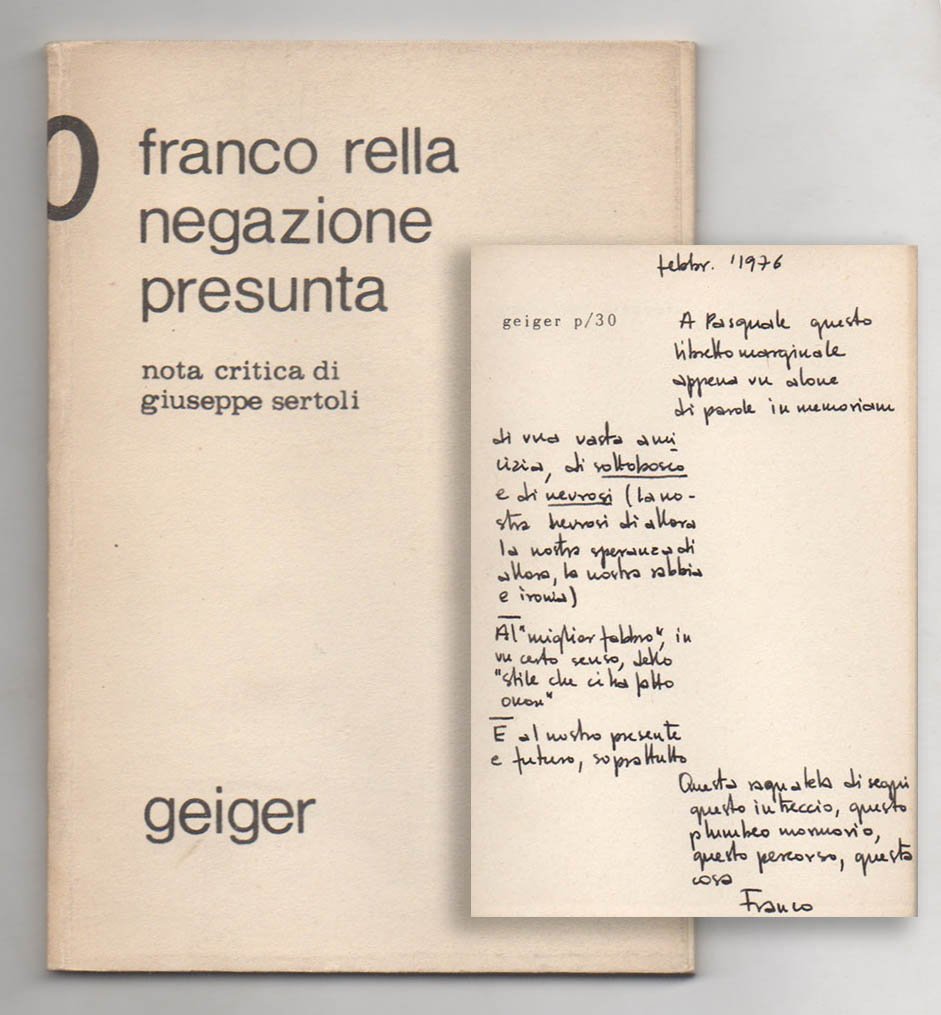 0
franco rella
negazione
presunta
nota critica di
giuseppe sertoli
geiger
febbr. '1976
geiger p/30
A Pasquale questo
libretto marginale
appena un alone
di parole in memoriam
di una vasta ami
cizia, di sottobosco
e di nevrosi (la no-
stra nevrosi di allora
la nostra speranza di
allora, la nostra rabbia
e ironia)
Al "miglior fabbro", in
un certo senso, dello
"stile che ci ha fatto
onor"
E al nostro presente
e futuro, soprattutto
Questa ragnatela di segni
questo intreccio, questo
plumbeo mormorio,
questo percorso, questa
cosa
Franco